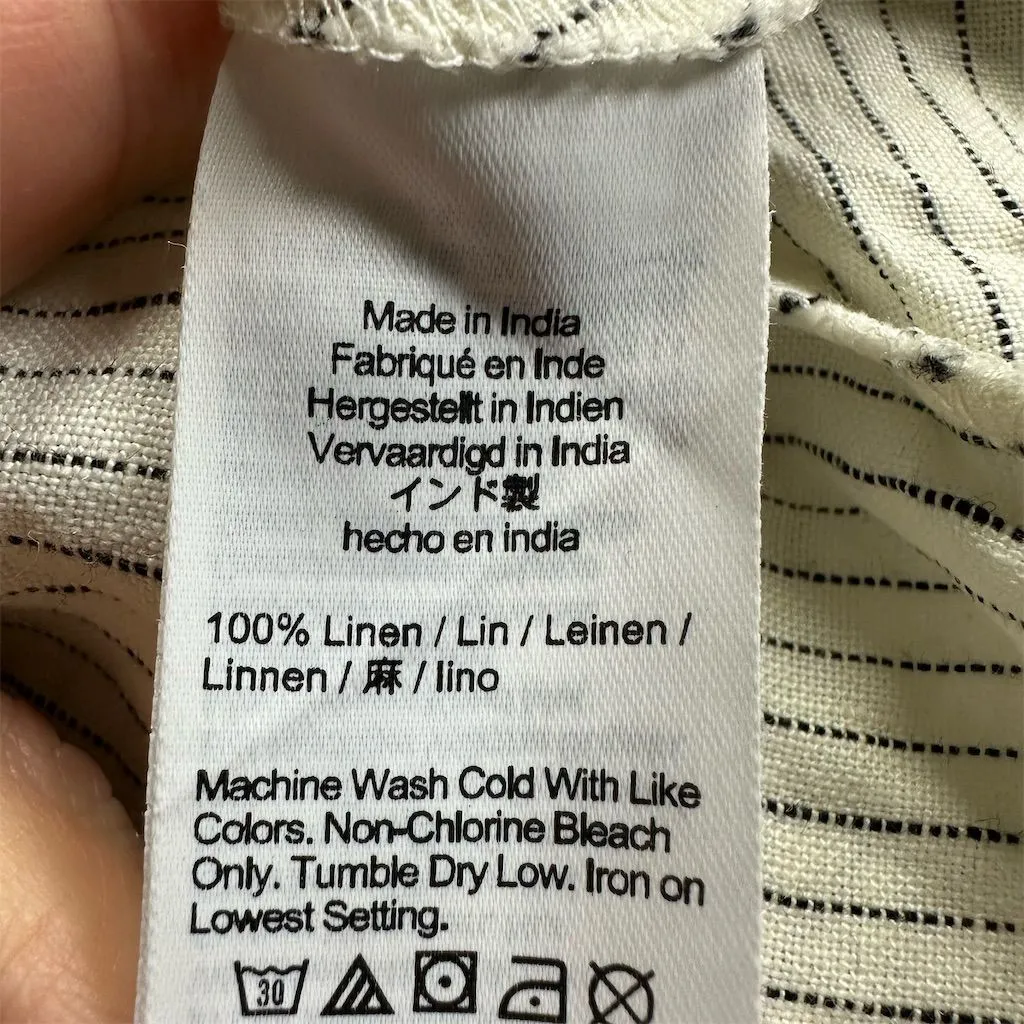 Made in India
Fabriqué en Inde
Hergestellt in Indien
Vervaardigd in India
インド製
hecho en india
100% Linen / Lin / Leinen /
Linnen / 麻 / lino
Machine Wash Cold With Like
Colors. Non-Chlorine Bleach
Only. Tumble Dry Low. Iron on
Lowest Setting.
30